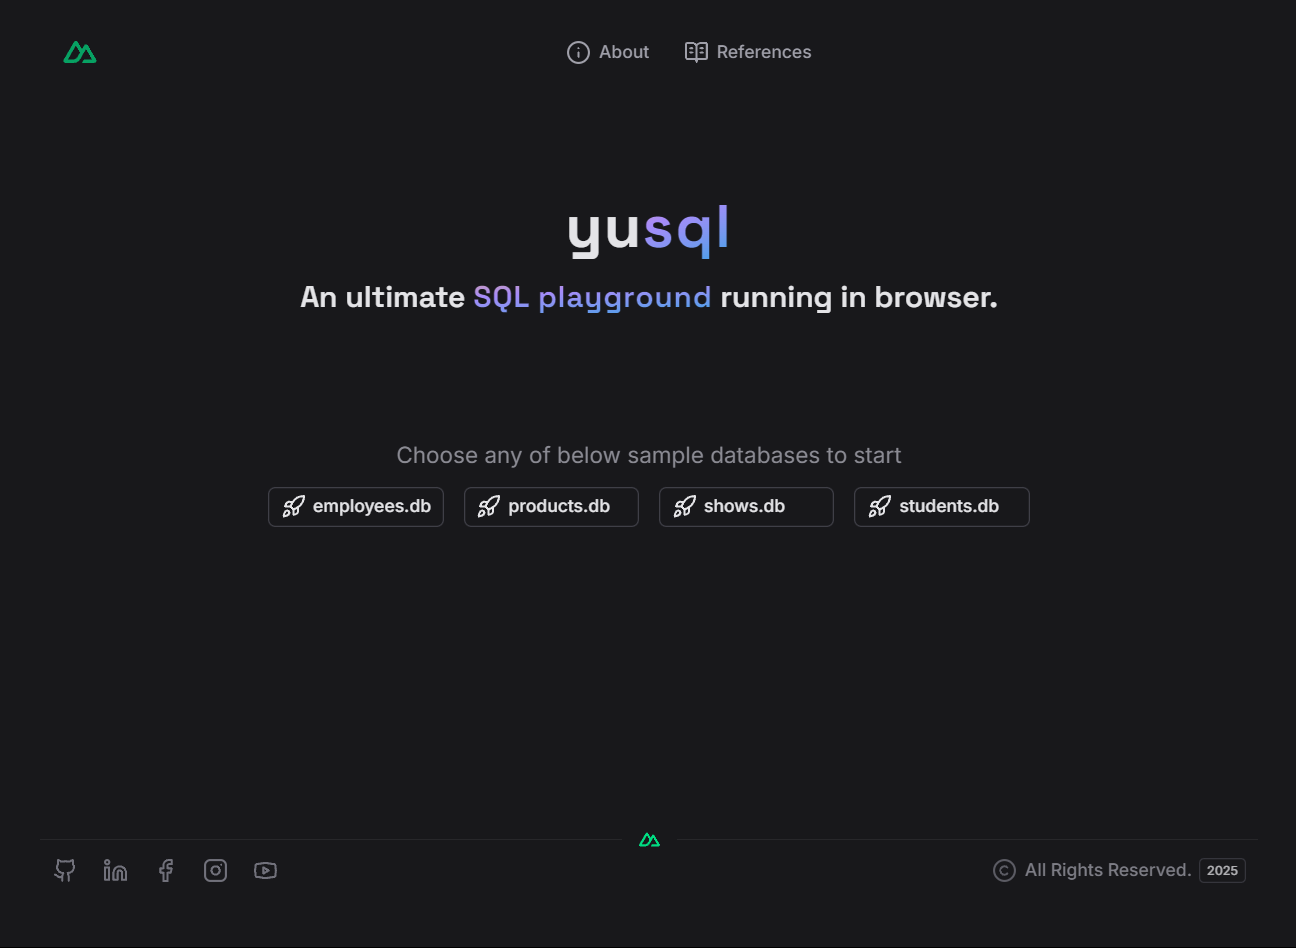 About
References
yusql
An ultimate SQL playground running in browser.
Choose any of below sample databases to start
employees.db
products.db
shows.db
students.db
All Rights Reserved.
2025